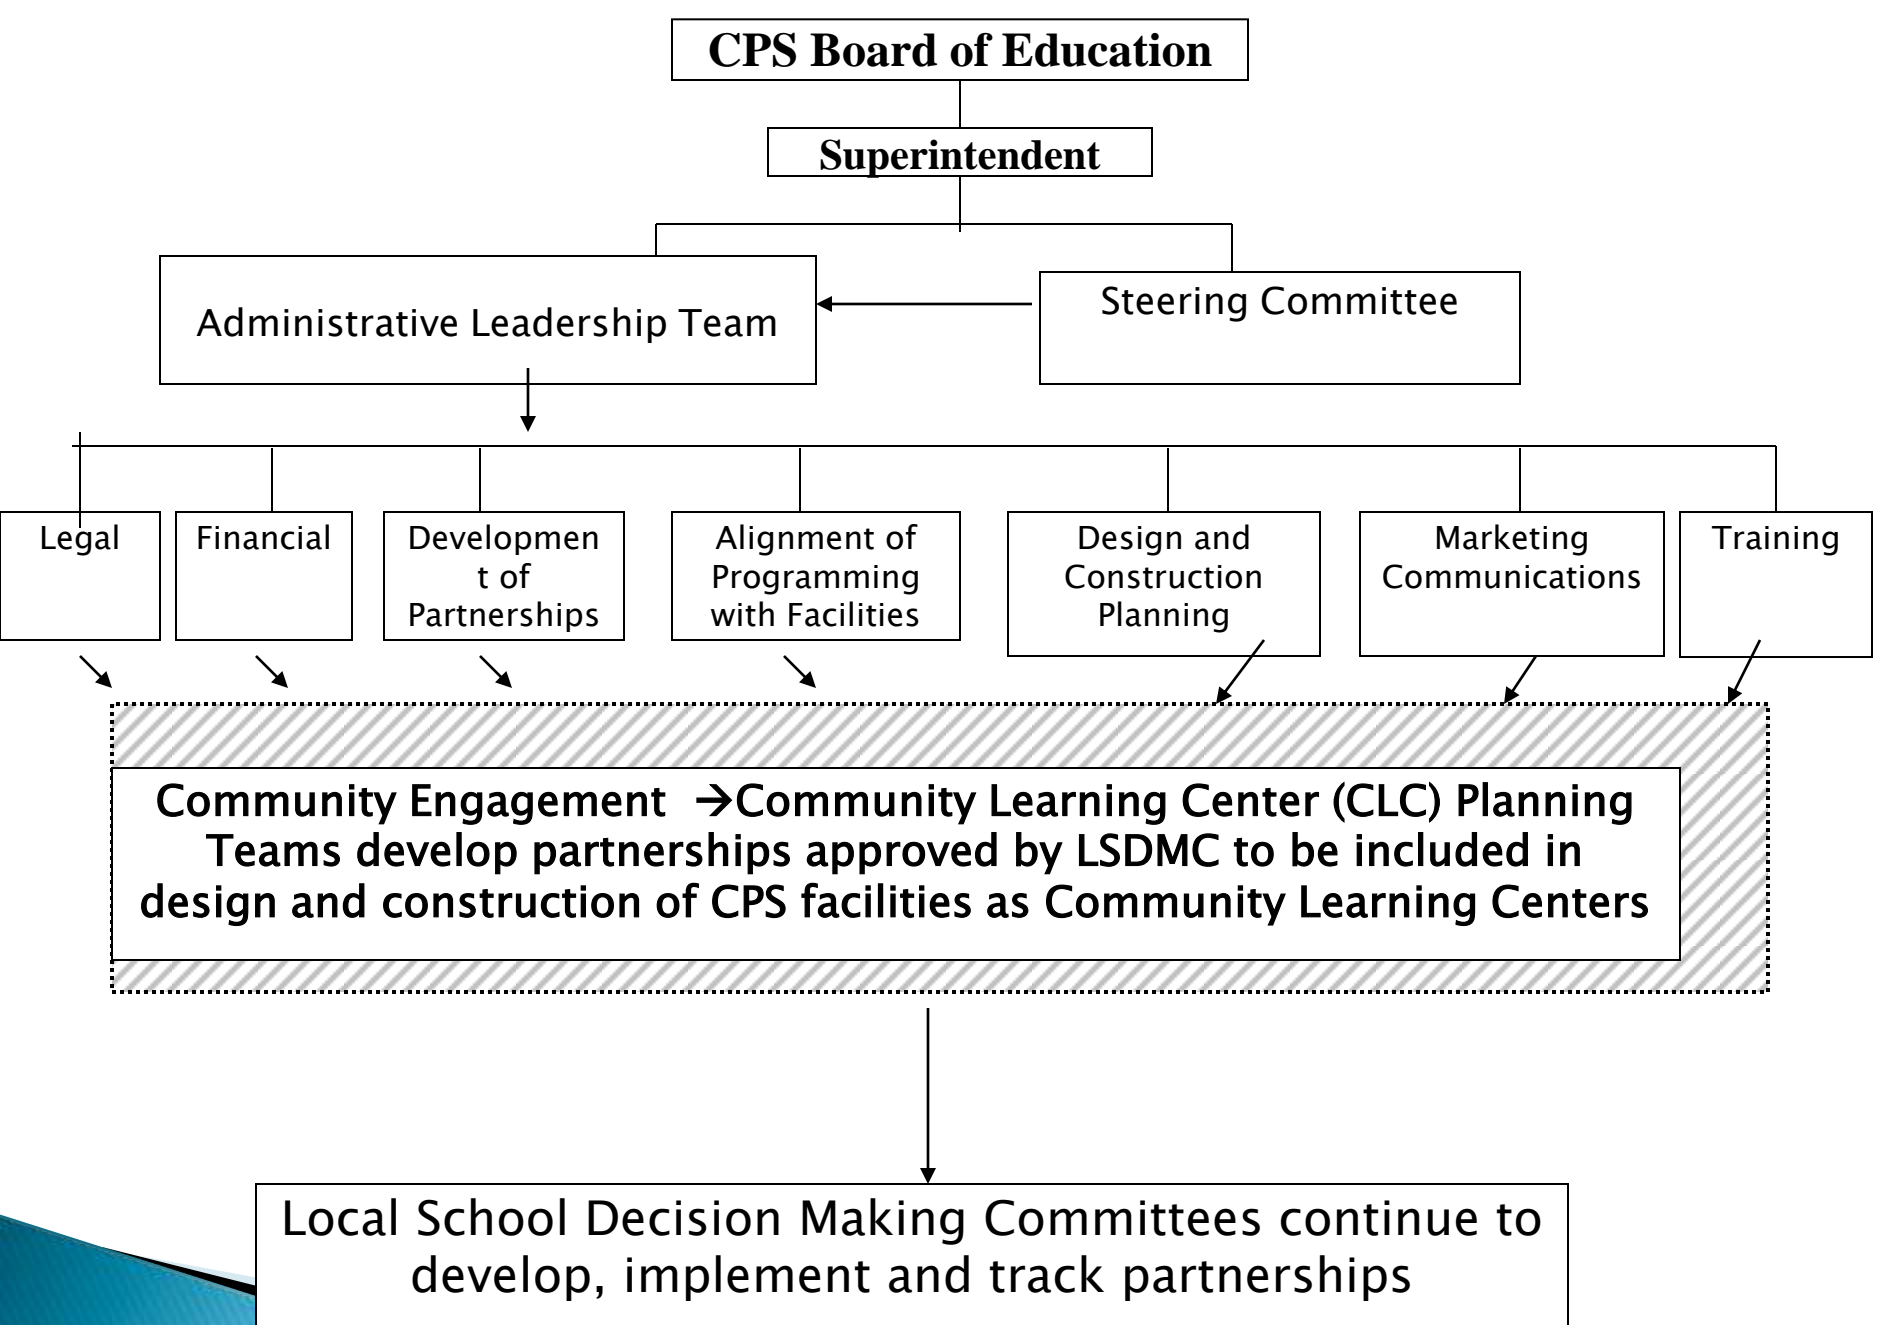 CPS Board of Education
Superintendent
Administrative Leadership Team
Steering Committee
Legal
Financial
Developmen
t of
Partnerships
Alignment of
Programming
with Facilities
Design and
Construction
Planning
Marketing
Communications
Training
Community Engagement →Community Learning Center (CLC) Planning
Teams develop partnerships approved by LSDMC to be included in
design and construction of CPS facilities as Community Learning Centers
Local School Decision Making Committees continue to
develop, implement and track partnerships